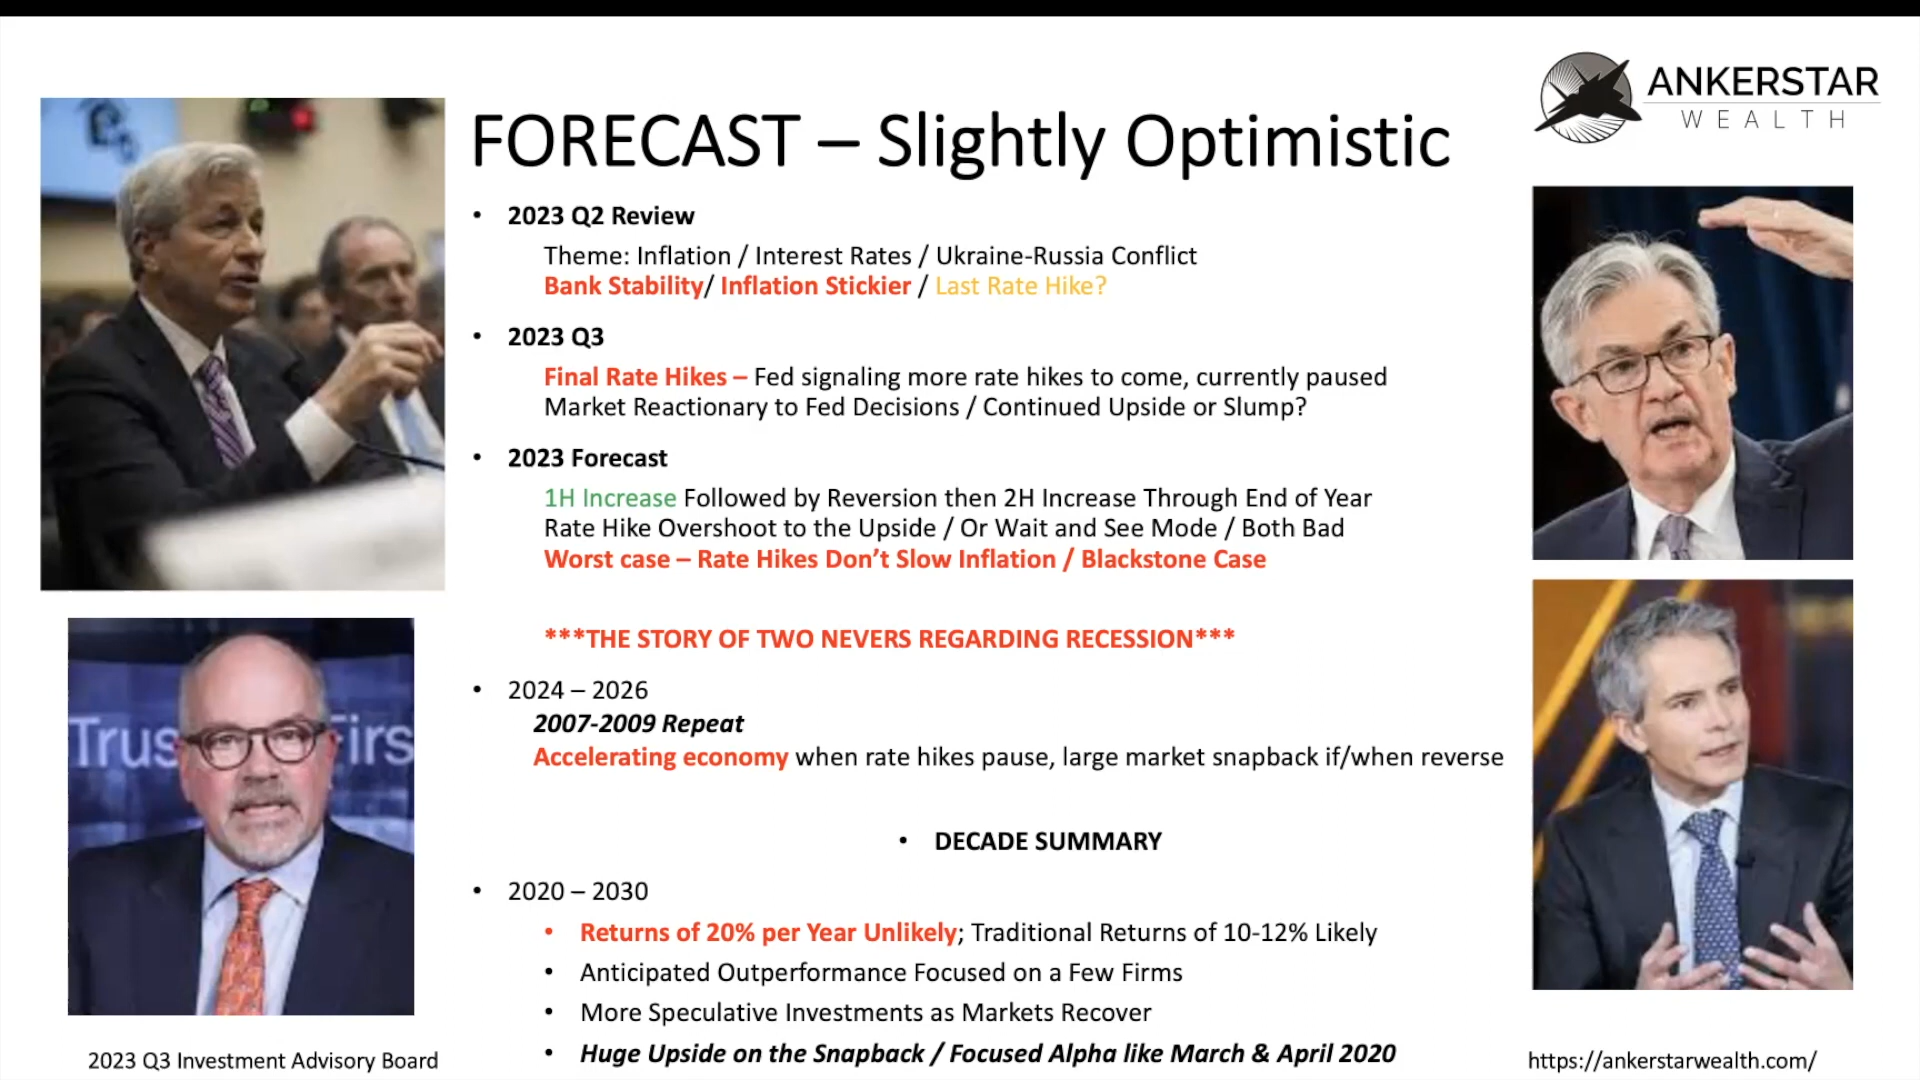 ANKERSTAR
WEALTH
FORECAST – Slightly Optimistic
• 2023 Q2 Review
Theme: Inflation / Interest Rates / Ukraine-Russia Conflict
Bank Stability/ Inflation Stickier / Last Rate Hike?
• 2023 Q3
Final Rate Hikes – Fed signaling more rate hikes to come, currently paused
Market Reactionary to Fed Decisions / Continued Upside or Slump?
• 2023 Forecast
1H Increase Followed by Reversion then 2H Increase Through End of Year
Rate Hike Overshoot to the Upside / Or Wait and See Mode / Both Bad
Worst case – Rate Hikes Don’t Slow Inflation / Blackstone Case
***THE STORY OF TWO NEVERS REGARDING RECESSION***
• 2024 – 2026
2007-2009 Repeat
Accelerating economy when rate hikes pause, large market snapback if/when reverse
• DECADE SUMMARY
• 2020 – 2030
• Returns of 20% per Year Unlikely; Traditional Returns of 10-12% Likely
• Anticipated Outperformance Focused on a Few Firms
• More Speculative Investments as Markets Recover
• Huge Upside on the Snapback / Focused Alpha like March & April 2020
Trus Firs
2023 Q3 Investment Advisory Board
https://ankerstarwealth.com/